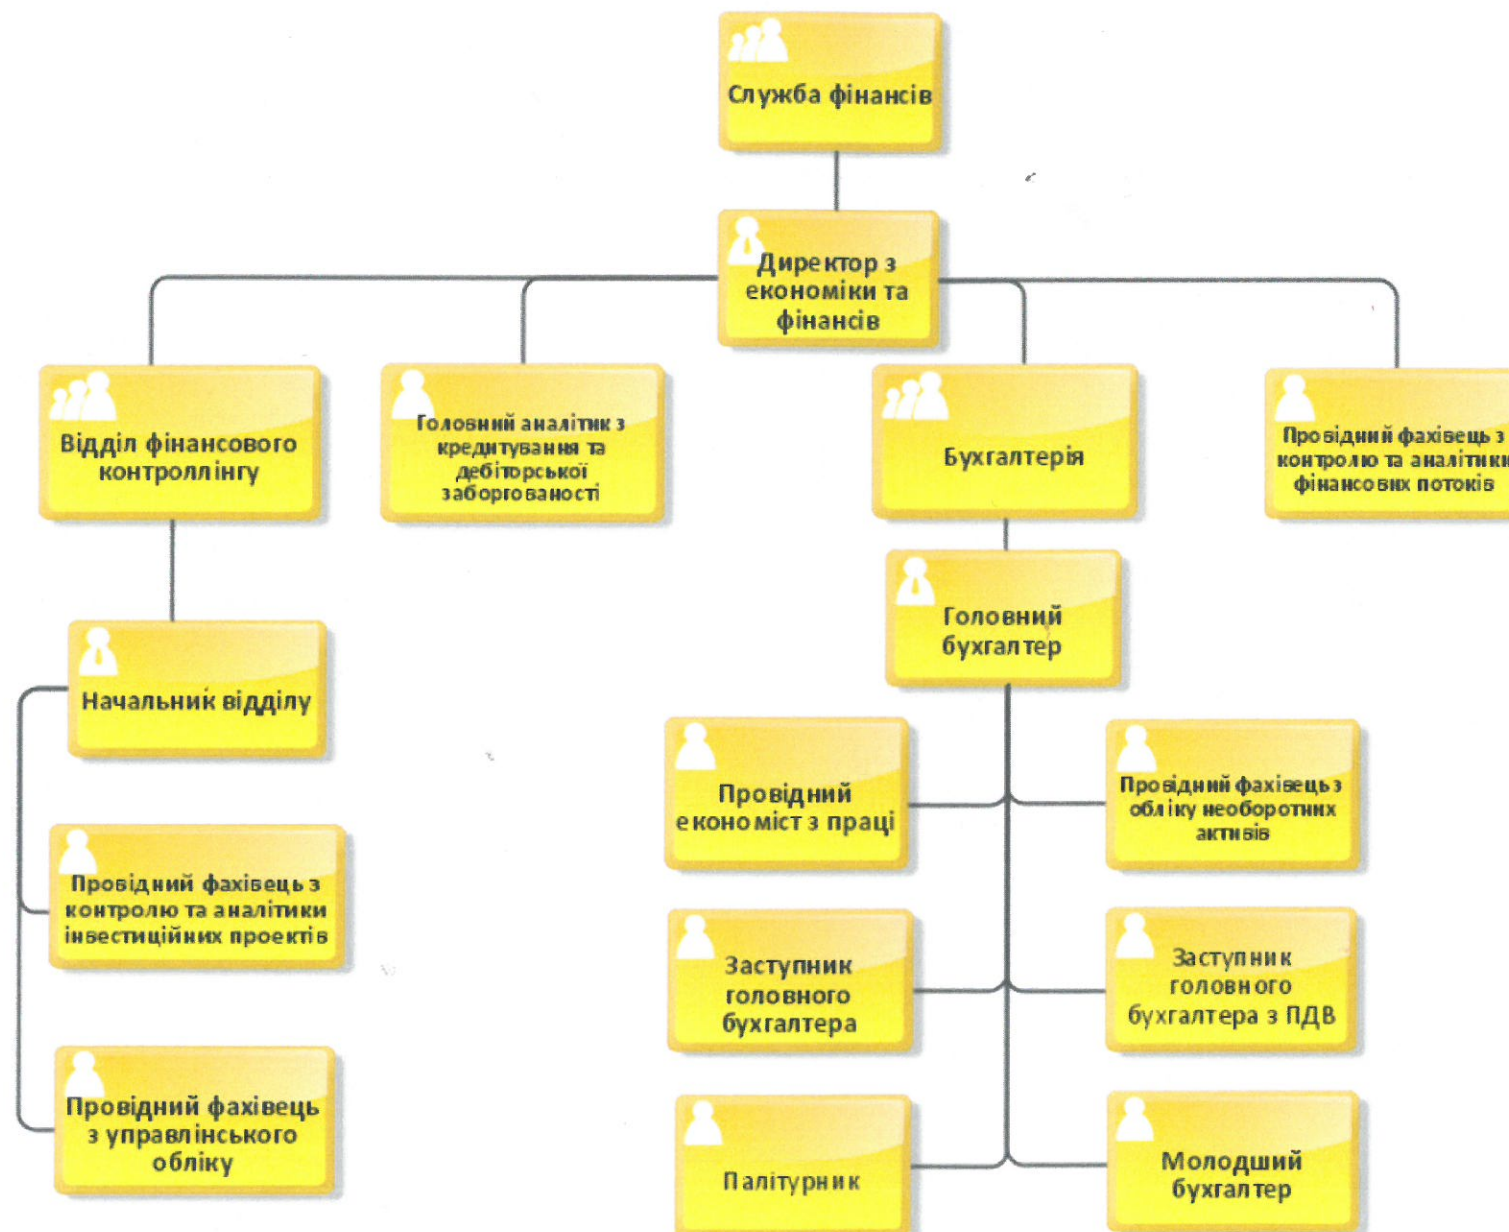 Служба фінансів
Директор з
економіки та
фінансів
Відділ фінансового
контроллінгу
Головний аналітик з
кредитування та
дебіторської
заборгованості
Бухгалтерія
Провідний фахівець з
контролю та аналітики
фінансових потоків
Головний
бухгалтер
Начальник відділу
Провідний
економіст з праці
Провідний фахівець з
обліку необоротних
активів
Провідний фахівець з
контролю та аналітики
інвестиційних проектів
Заступник
головного
бухгалтера
Заступник
головного
бухгалтера з ПДВ
Провідний фахівець
з управлінського
обліку
Палітурник
Молодший
бухгалтер